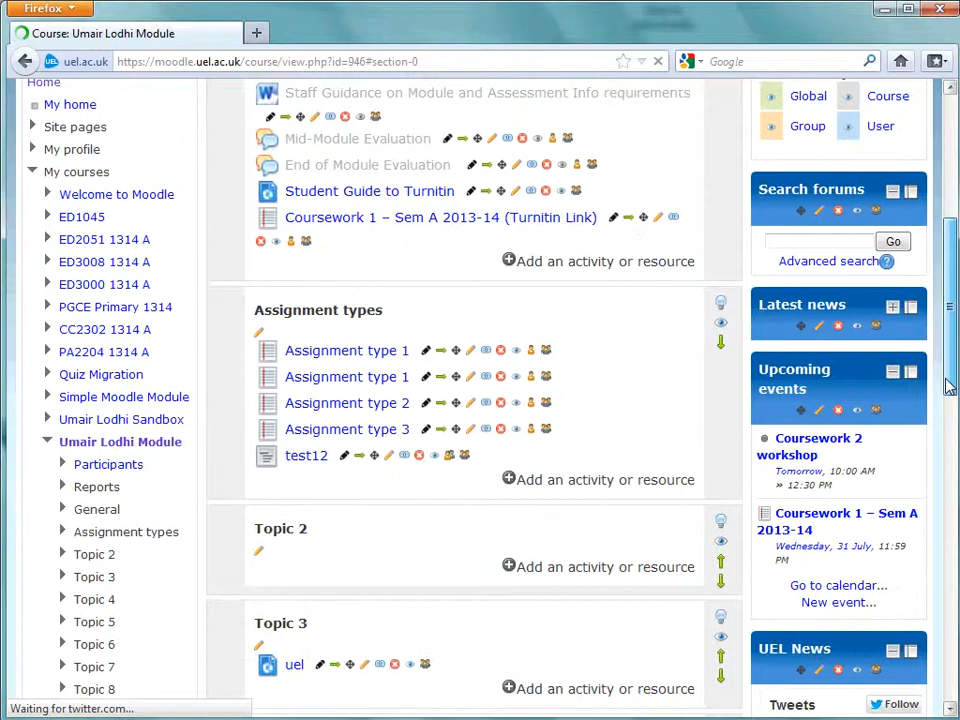 Firefox
Course: Umair Lodhi Module
uel.ac.uk
https://moodle.uel.ac.uk/course/view.php?id=946#section-0
Google
Home
My home
Site pages
My profile
My courses
Welcome to Moodle
ED1045
ED2051 1314 A
ED3008 1314 A
ED3000 1314 A
PGCE Primary 1314
CC2302 1314 A
PA2204 1314 A
Quiz Migration
Simple Moodle Module
Umair Lodhi Sandbox
Umair Lodhi Module
Participants
Reports
General
Assignment types
Topic 2
Topic 3
Topic 4
Topic 5
Topic 6
Topic 7
Topic 8
Waiting for twitter.com...
Staff Guidance on Module and Assessment Info requirements
Mid-Module Evaluation
End of Module Evaluation
Student Guide to Turnitin
Coursework 1 – Sem A 2013-14 (Turnitin Link)
Add an activity or resource
Assignment types
Assignment type 1
Assignment type 1
Assignment type 2
Assignment type 3
test12
Add an activity or resource
Topic 2
Add an activity or resource
Topic 3
uel
Add an activity or resource
Global
Course
Group
User
Search forums
Go
Advanced search
Latest news
Upcoming
events
Coursework 2
workshop
Tomorrow, 10:00 AM
» 12:30 PM
Coursework 1 – Sem A
2013-14
Wednesday, 31 July, 11:59
PM
Go to calendar...
New event...
UEL News
Tweets
Follow